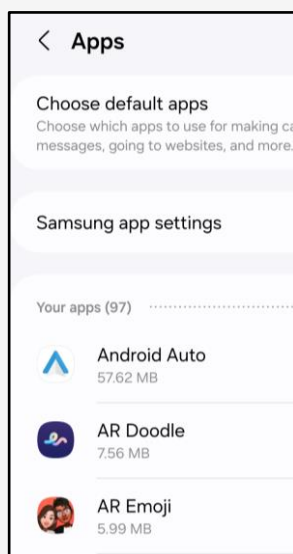 Apps
Choose default apps
Choose which apps to use for making
messages, going to websites, and more.
Samsung app settings
Your apps (97)
Android Auto
57.62 MB
AR Doodle
7.56 MB
AR Emoji
5.99 MB